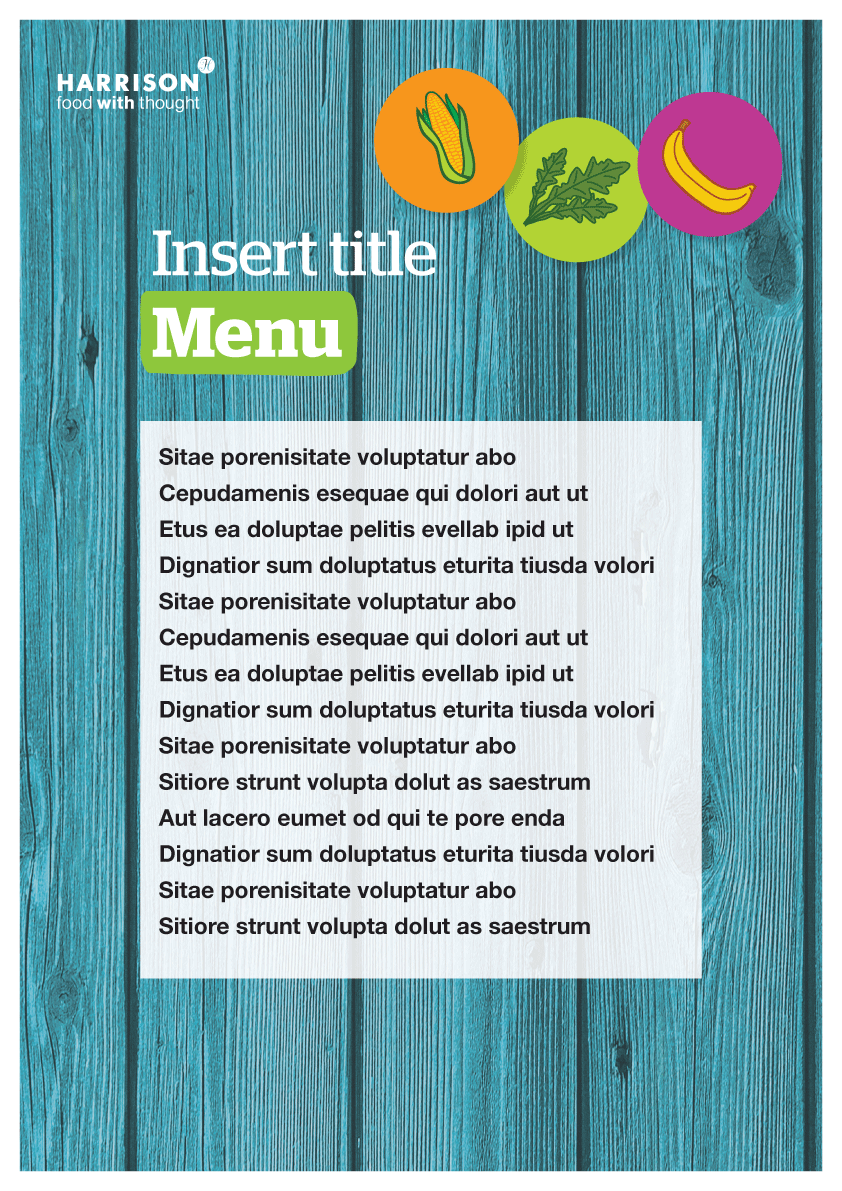 HARRISON
food with thought
Insert title
Menu
Sitae porenisitate voluptatur abo
Cepudamenis esequae qui dolori aut ut
Etus ea doluptae pelitis evellab ipid ut
Dignatior sum doluptatus eturita tiusda volori
Sitae porenisitate voluptatur abo
Cepudamenis esequae qui dolori aut ut
Etus ea doluptae pelitis evellab ipid ut
Dignatior sum doluptatus eturita tiusda volori
Sitae porenisitate voluptatur abo
Sitiore strunt volupta dolut as saestrum
Aut lacero eumet od qui te pore enda
Dignatior sum doluptatus eturita tiusda volori
Sitae porenisitate voluptatur abo
Sitiore strunt volupta dolut as saestrum